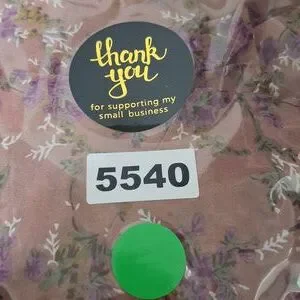 thank
you
for supporting my
small business
5540